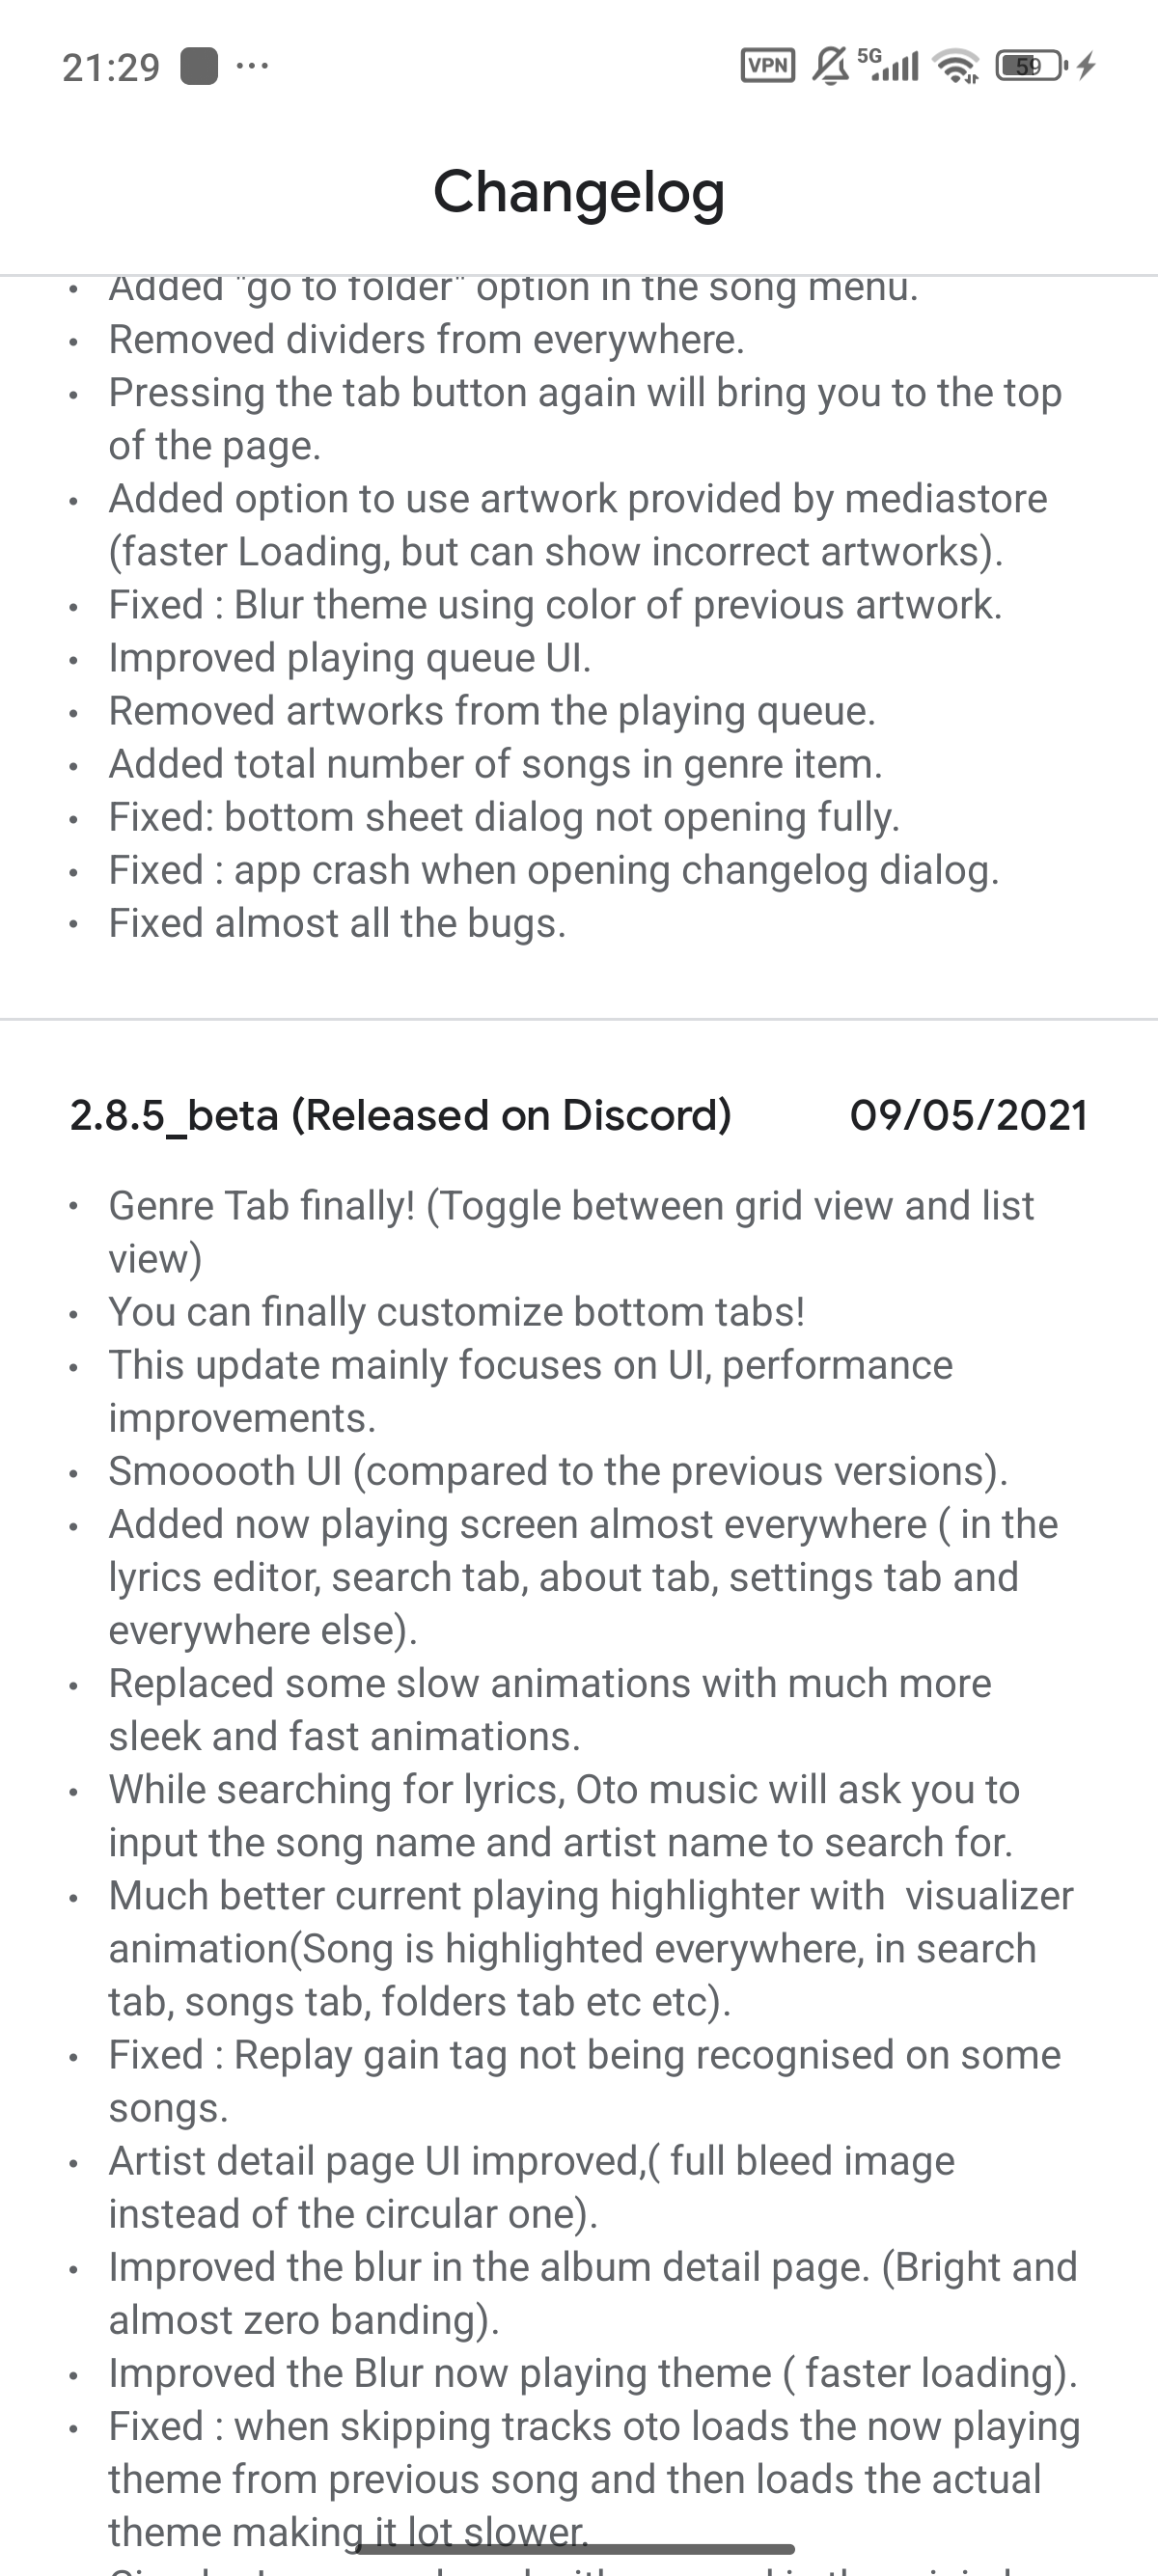 21:29
VPN 5G 59
Changelog
• Added "go to folder" option in the song menu.
• Removed dividers from everywhere.
• Pressing the tab button again will bring you to the top
of the page.
• Added option to use artwork provided by mediastore
(faster Loading, but can show incorrect artworks).
• Fixed : Blur theme using color of previous artwork.
• Improved playing queue UI.
• Removed artworks from the playing queue.
• Added total number of songs in genre item.
• Fixed: bottom sheet dialog not opening fully.
• Fixed : app crash when opening changelog dialog.
• Fixed almost all the bugs.
2.8.5_beta (Released on Discord) 09/05/2021
• Genre Tab finally! (Toggle between grid view and list
view)
• You can finally customize bottom tabs!
• This update mainly focuses on UI, performance
improvements.
• Smooooth UI (compared to the previous versions).
• Added now playing screen almost everywhere ( in the
lyrics editor, search tab, about tab, settings tab and
everywhere else).
• Replaced some slow animations with much more
sleek and fast animations.
• While searching for lyrics, Oto music will ask you to
input the song name and artist name to search for.
• Much better current playing highlighter with  visualizer
animation(Song is highlighted everywhere, in search
tab, songs tab, folders tab etc etc).
• Fixed : Replay gain tag not being recognised on some
songs.
• Artist detail page UI improved,( full bleed image
instead of the circular one).
• Improved the blur in the album detail page. (Bright and
almost zero banding).
• Improved the Blur now playing theme ( faster loading).
• Fixed : when skipping tracks oto loads the now playing
theme from previous song and then loads the actual
theme making it lot slower.